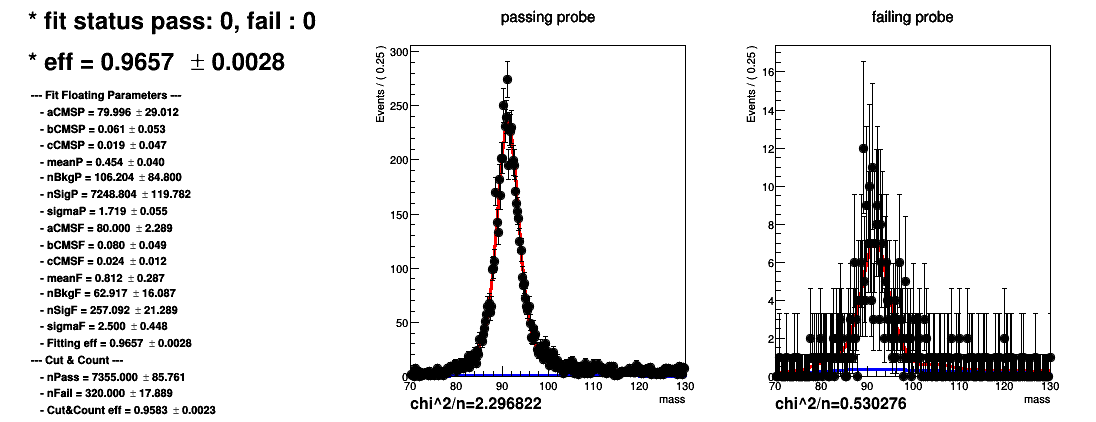 * fit status pass: 0, fail : 0
* eff = 0.9657 ± 0.0028
--- Fit Floating Parameters ---
- aCMSP = 79.996 ± 29.012
- bCMSP = 0.061 ± 0.053
- cCMSP = 0.019 ± 0.047
- meanP = 0.454 ± 0.040
- nBkgP = 106.204 ± 84.800
- nSigP = 7248.804 ± 119.782
- sigmaP = 1.719 ± 0.055
- aCMSF = 80.000 ± 2.289
- bCMSF = 0.080 ± 0.049
- cCMSF = 0.024 ± 0.012
- meanF = 0.812 ± 0.287
- nBkgF = 62.917 ± 16.087
- nSigF = 257.092 ± 21.289
- sigmaF = 2.500 ± 0.448
- Fitting eff = 0.9657 ± 0.0028
--- Cut & Count ---
- nPass = 7355.000 ± 85.761
- nFail = 320.000 ± 17.889
- Cut&Count eff = 0.9583 ± 0.0023
passing probe
Events / ( 0.25 )
300
250
200
150
100
50
0
70 80 90 100 110 120 130
mass
chi^2/n=2.296822
failing probe
Events / ( 0.25 )
16
14
12
10
8
6
4
2
0
70 80 90 100 110 120 130
mass
chi^2/n=0.530276